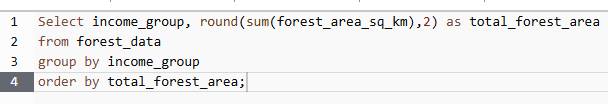 1 Select income_group, round(sum(forest_area_sq_km),2) as total_forest_area
2 from forest_data
3 group by income_group
4 order by total_forest_area;